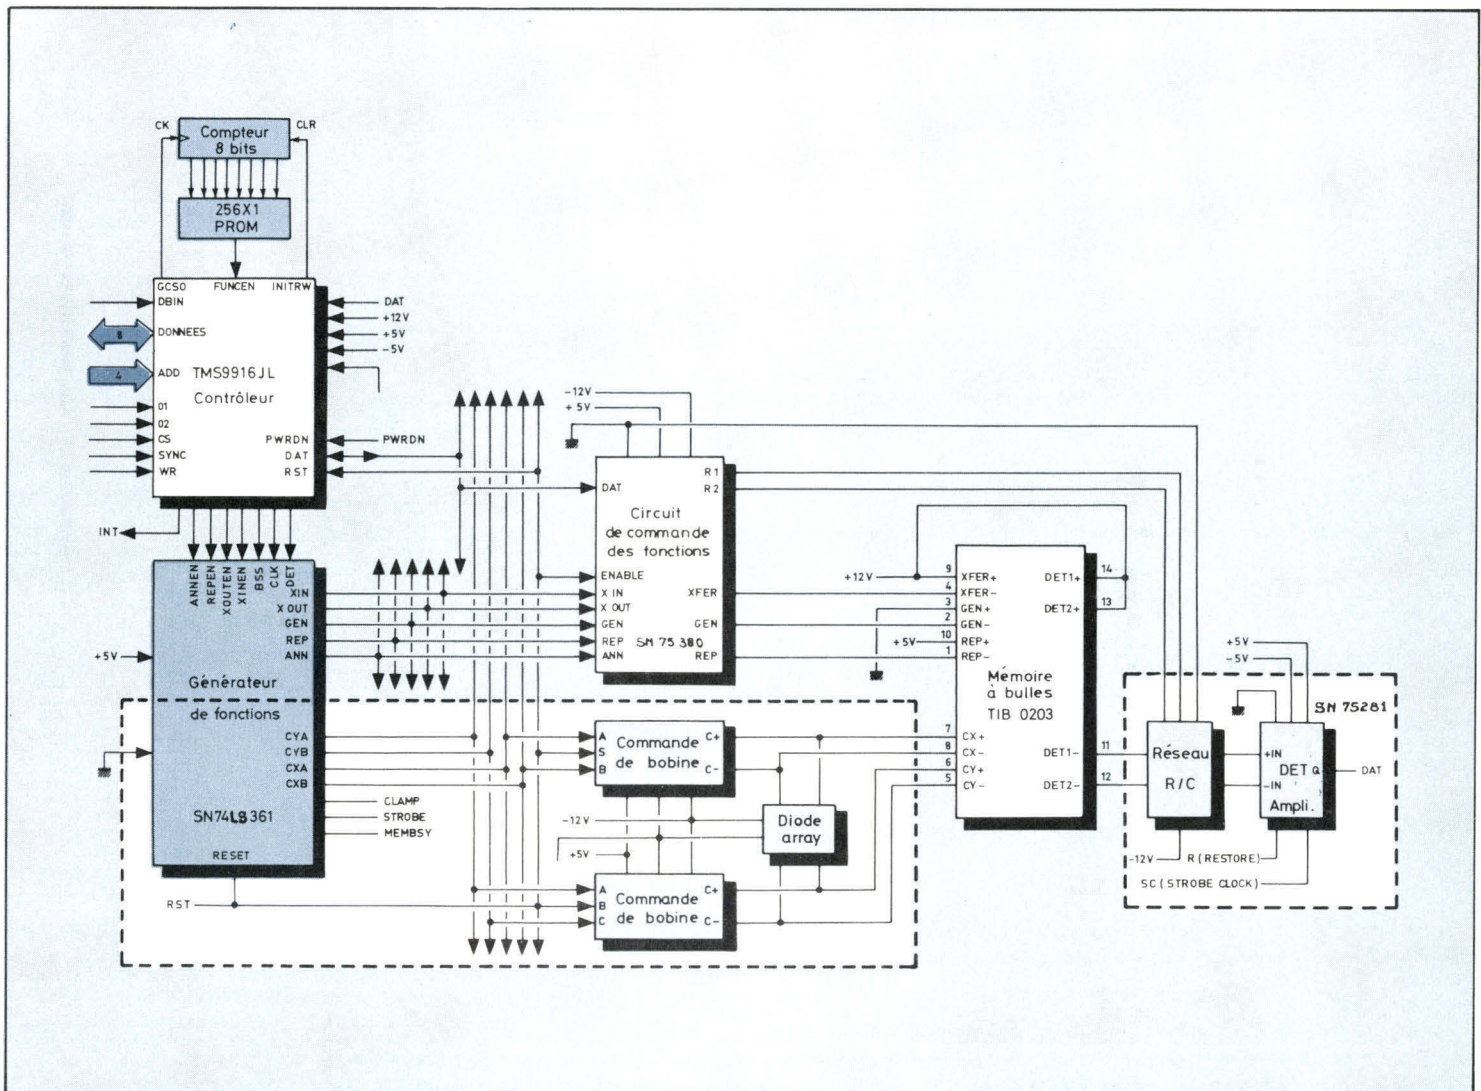 CK
Compteur
8 bits
CLR
256X1
PROM
GCSO FUNCEN INITRW
DBIN
DONNEES
8
ADD
4
TMS9916JL
Contrôleur
01
02
CS
SYNC
WR
PWRDN
DAT
RST
DAT
+12V
+5V
-5V
PWRDN
INT
ANNEN
REPEN
XOUTEN
XINEN
BSS
CLK
DET
XIN
X OUT
GEN
REP
ANN
+5V
Générateur
de fonctions
CYA
CYB
CXA
CXB
SN74LS361
RESET
CLAMP
STROBE
MEMBSY
RST
-12V
+5V
DAT
R1
R2
Circuit
de commande
des fonctions
ENABLE
X IN XFER
X OUT
GEN GEN
REP
SN 75 380
ANN REP
A C+
S
B C-
Commande
de bobine
-12V
+5V
Diode
array
A C+
B
C C-
Commande
de bobine
+12V
+5V
9 XFER+
4 XFER-
3 GEN+
2 GEN-
10 REP+
1 REP-
DET1+ 14
DET2+ 13
Mémoire
à bulles
TIB 0203
7 CX+
8 CX-
6 CY+
5 CY-
DET1- 11
DET2- 12
+5V
-5V
SN 75281
Réseau
R/C
+IN
-IN
DET Q
Ampli.
DAT
-12V
R (RESTORE)
SC (STROBE CLOCK)